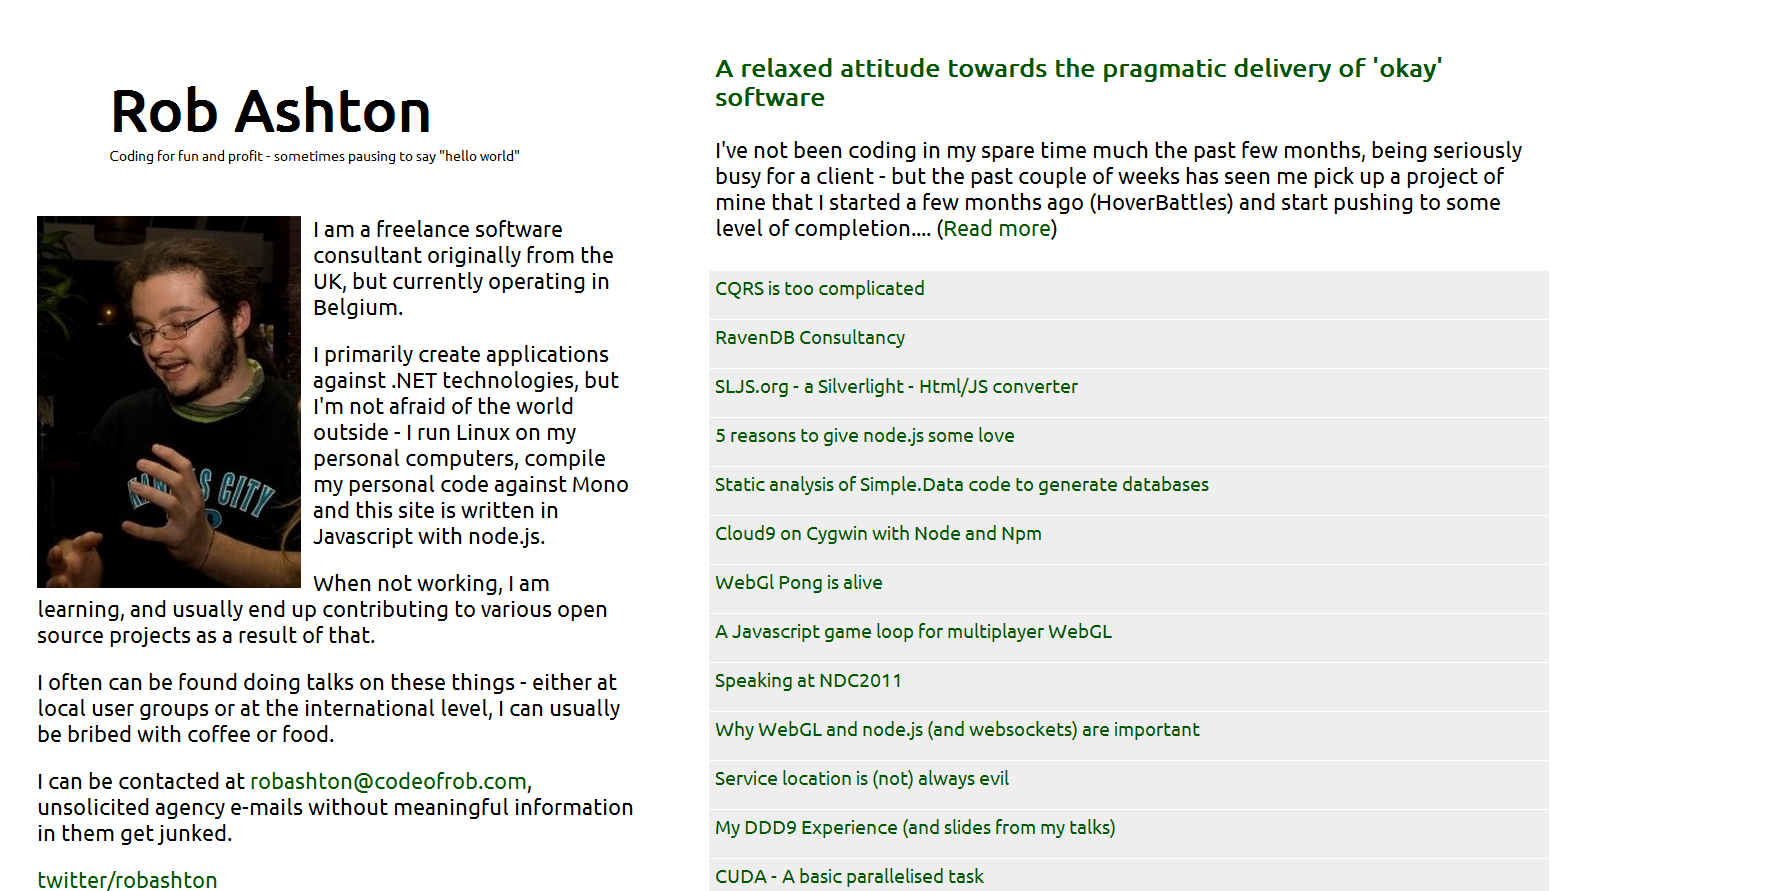 Rob Ashton
Coding for fun and profit - sometimes pausing to say "hello world"
I am a freelance software
consultant originally from the
UK, but currently operating in
Belgium.
I primarily create applications
against .NET technologies, but
I'm not afraid of the world
outside - I run Linux on my
personal computers, compile
my personal code against Mono
and this site is written in
Javascript with node.js.
When not working, I am
learning, and usually end up contributing to various open
source projects as a result of that.
I often can be found doing talks on these things - either at
local user groups or at the international level, I can usually
be bribed with coffee or food.
I can be contacted at robashton@codeofrob.com,
unsolicited agency e-mails without meaningful information
in them get junked.
twitter/robashton
A relaxed attitude towards the pragmatic delivery of 'okay'
software
I've not been coding in my spare time much the past few months, being seriously
busy for a client - but the past couple of weeks has seen me pick up a project of
mine that I started a few months ago (HoverBattles) and start pushing to some
level of completion.... (Read more)
CQRS is too complicated
RavenDB Consultancy
SLJS.org - a Silverlight - Html/JS converter
5 reasons to give node.js some love
Static analysis of Simple.Data code to generate databases
Cloud9 on Cygwin with Node and Npm
WebGl Pong is alive
A Javascript game loop for multiplayer WebGL
Speaking at NDC2011
Why WebGL and node.js (and websockets) are important
Service location is (not) always evil
My DDD9 Experience (and slides from my talks)
CUDA - A basic parallelised task
CITY